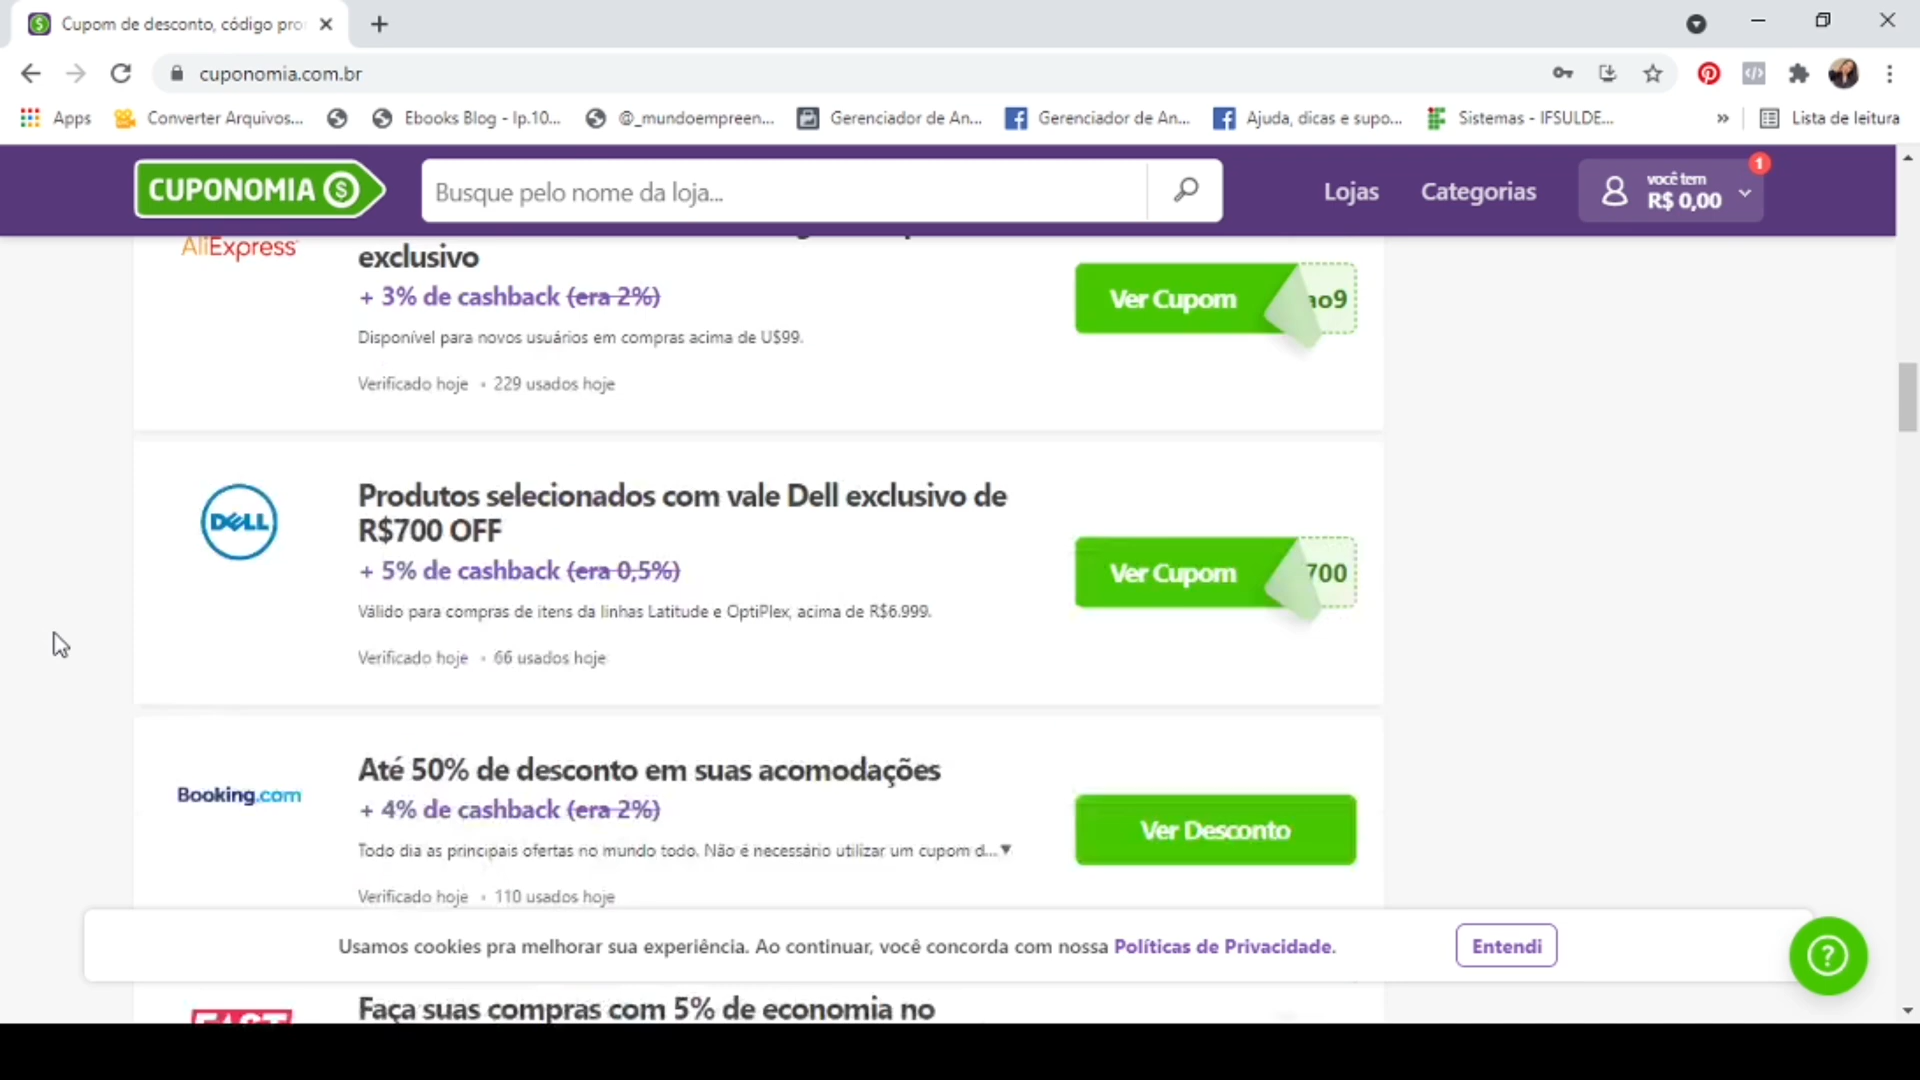 Cupom de desconto, código pro
cuponomia.com.br
Apps
Converter Arquivos...
Ebooks Blog - Ip.10...
@_mundoempreen...
Gerenciador de An...
Gerenciador de An...
Ajuda, dicas e supo...
Sistemas - IFSULDE...
»
Lista de leitura
CUPONOMIA
Busque pelo nome da loja...
Lojas
Categorias
você tem
R$ 0,00
1
AliExpress
exclusivo
+ 3% de cashback (era 2%)
Disponível para novos usuários em compras acima de U$99.
Verificado hoje • 229 usados hoje
Ver Cupom
ao9
DELL
Produtos selecionados com vale Dell exclusivo de
R$700 OFF
+ 5% de cashback (era 0,5%)
Válido para compras de itens da linhas Latitude e OptiPlex, acima de R$6.999.
Verificado hoje • 66 usados hoje
Ver Cupom
700
Booking.com
Até 50% de desconto em suas acomodações
+ 4% de cashback (era 2%)
Todo dia as principais ofertas no mundo todo. Não é necessário utilizar um cupom d...
Verificado hoje • 110 usados hoje
Ver Desconto
Usamos cookies pra melhorar sua experiência. Ao continuar, você concorda com nossa Políticas de Privacidade.
Entendi
?
Faça suas compras com 5% de economia no